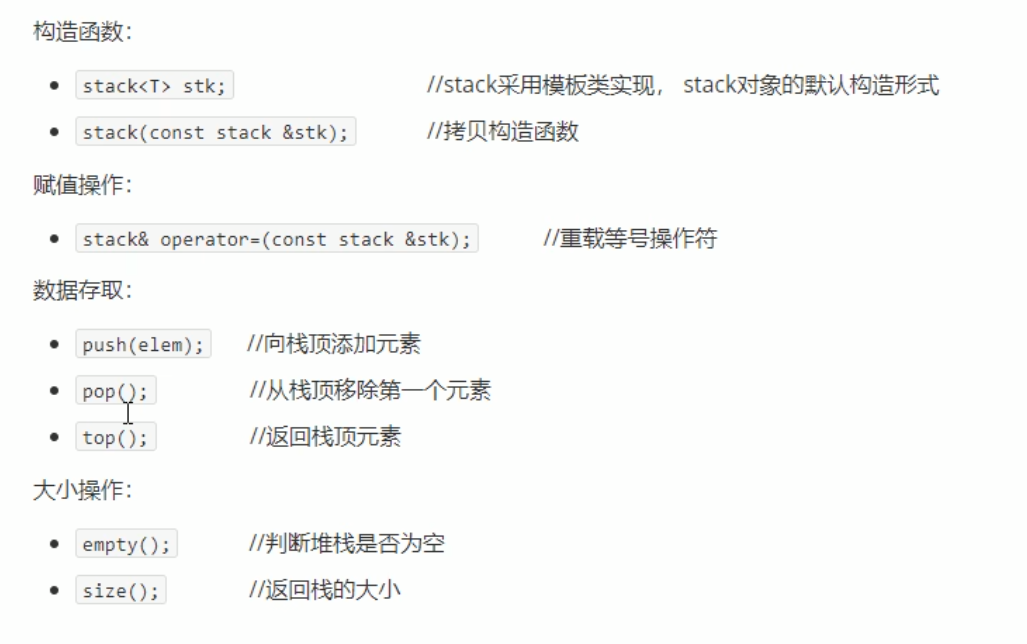 构造函数：
stack<T> stk; //stack采用模板类实现， stack对象的默认构造形式
stack(const stack &stk); //拷贝构造函数
赋值操作：
stack& operator=(const stack &stk); //重载等号操作符
数据存取：
push(elem); //向栈顶添加元素
pop(); //从栈顶移除第一个元素
top(); //返回栈顶元素
大小操作：
empty(); //判断堆栈是否为空
size(); //返回栈的大小